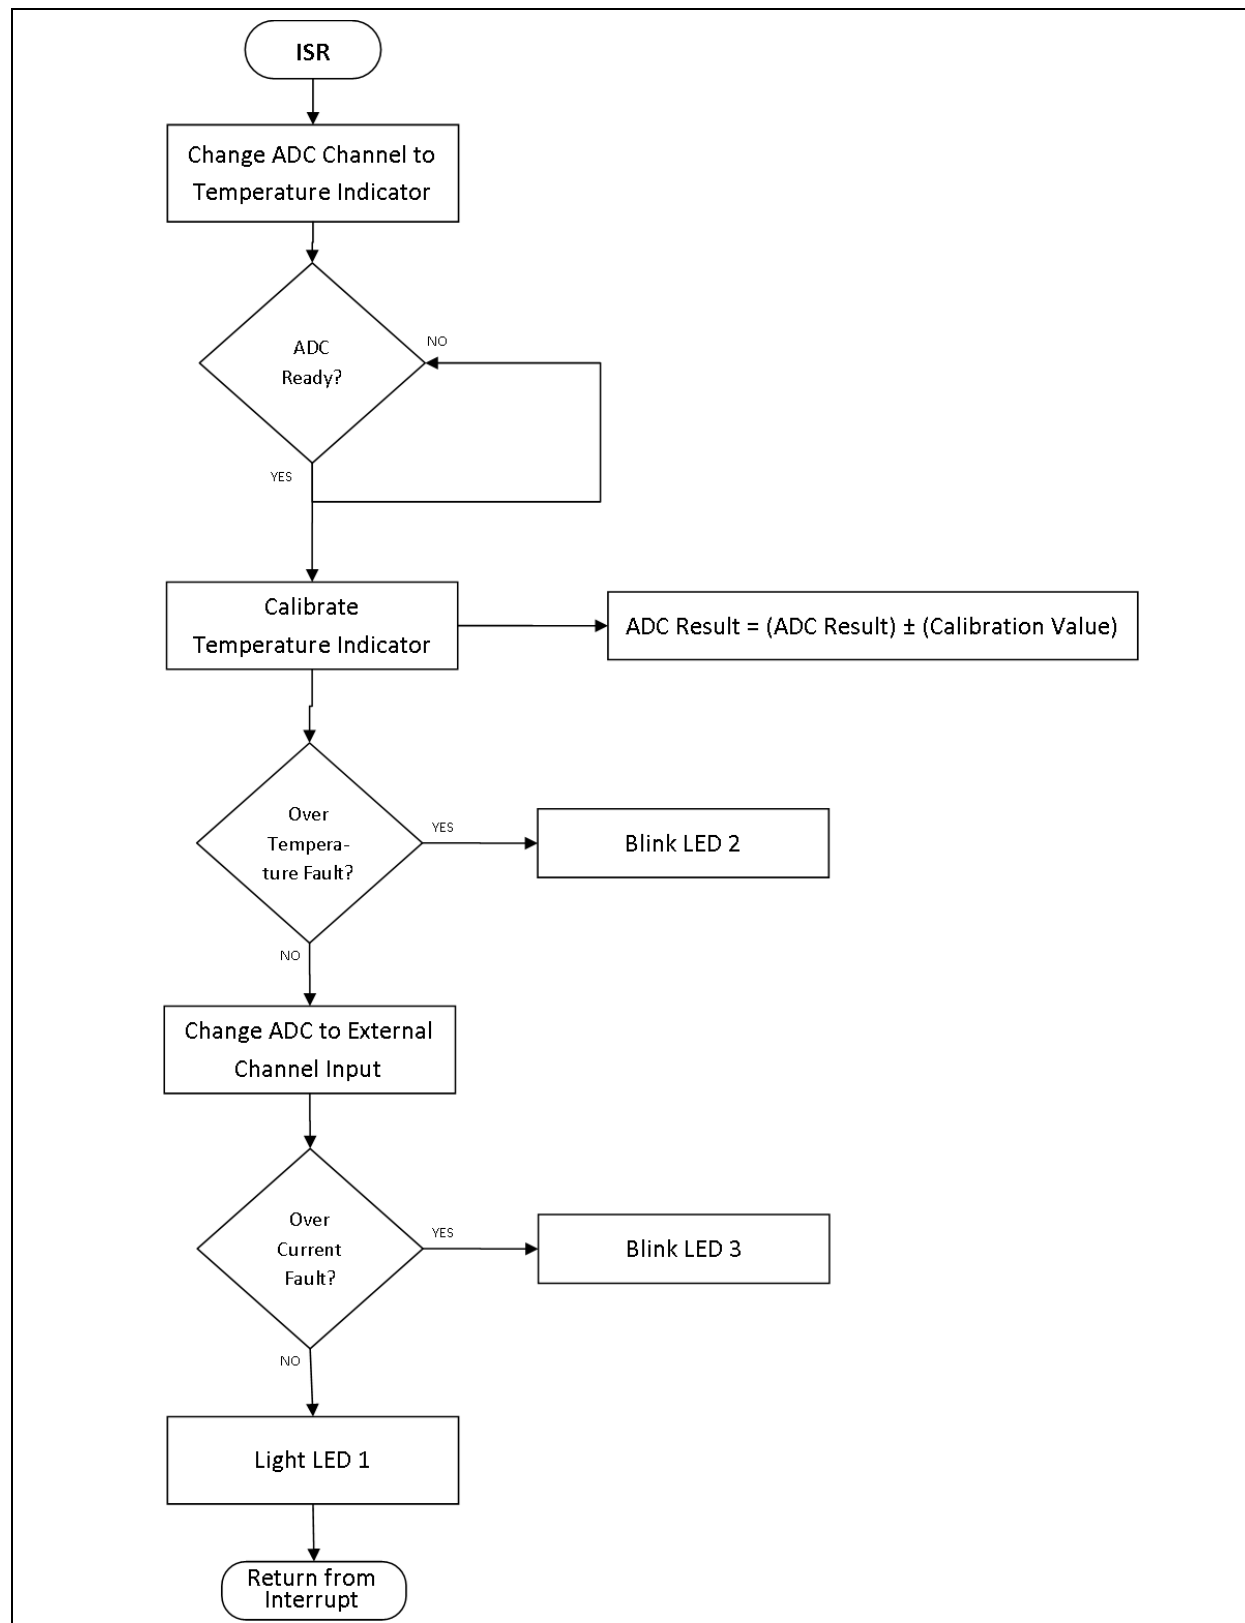 ISR
Change ADC Channel to
Temperature Indicator
ADC
Ready?
NO
YES
Calibrate
Temperature Indicator
ADC Result = (ADC Result) ± (Calibration Value)
Over
Tempera-
ture Fault?
YES
Blink LED 2
NO
Change ADC to External
Channel Input
Over
Current
Fault?
YES
Blink LED 3
NO
Light LED 1
Return from
Interrupt